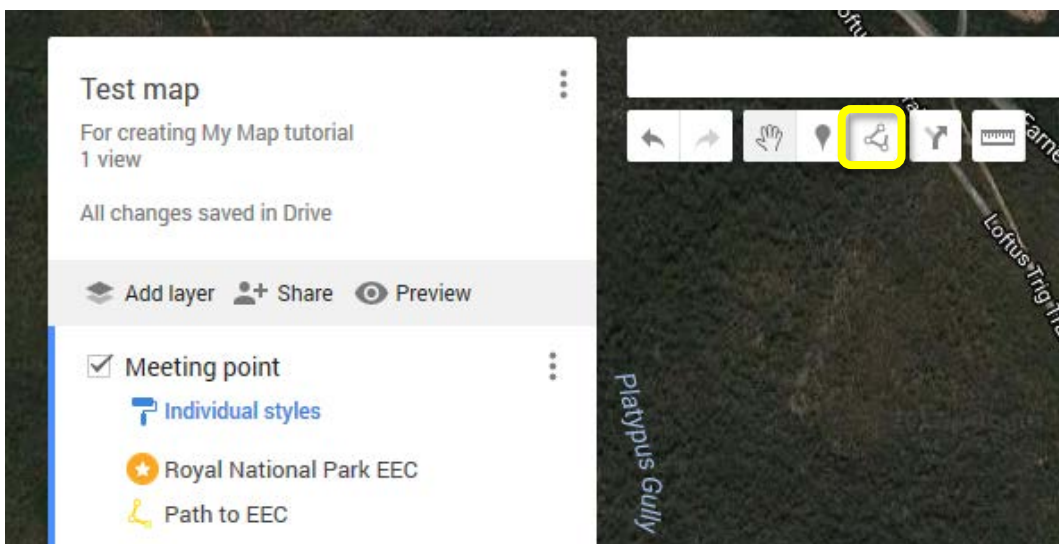 Test map
For creating My Map tutorial
1 view
All changes saved in Drive
Add layer Share Preview
Meeting point
Individual styles
Royal National Park EEC
Path to EEC
Loftus Trig
Platypus Gully